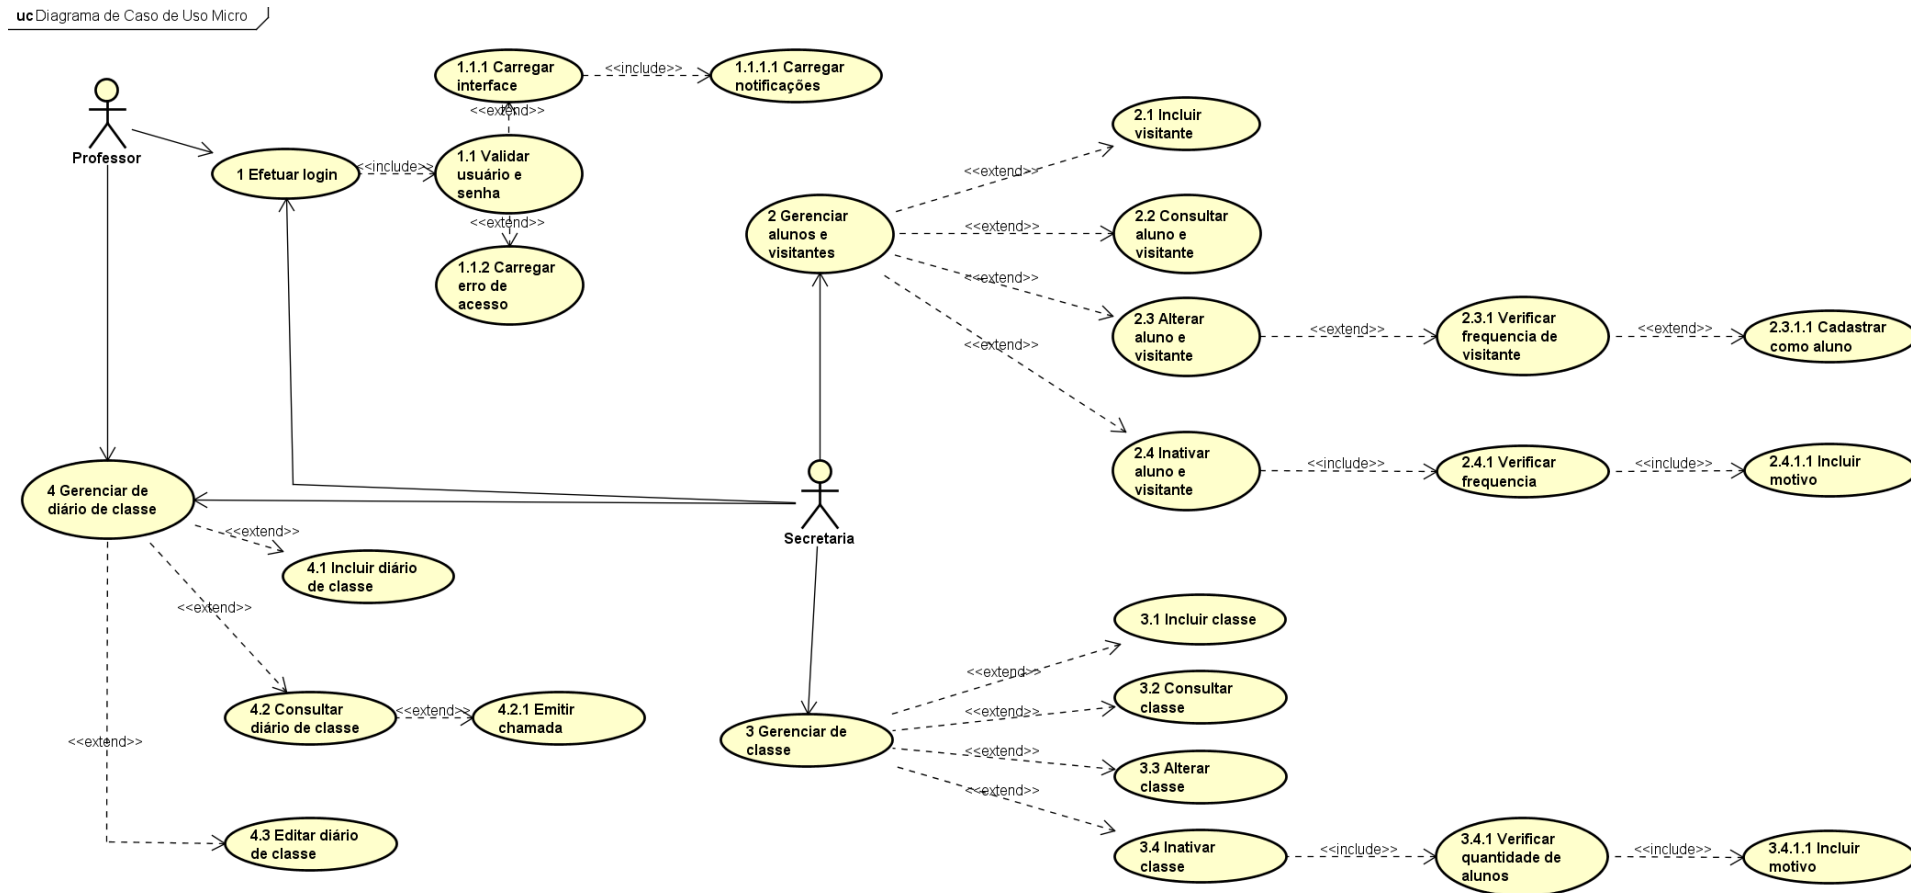 uc Diagrama de Caso de Uso Micro
1.1.1 Carregar
interface
<<include>>
1.1.1.1 Carregar
notificações
<<extend>>
Professor
1 Efetuar login
<<include>>
1.1 Validar
usuário e
senha
<<extend>>
1.1.2 Carregar
erro de
acesso
2 Gerenciar
alunos e
visitantes
<<extend>>
2.1 Incluir
visitante
<<extend>>
2.2 Consultar
aluno e
visitante
<<extend>>
2.3 Alterar
aluno e
visitante
<<extend>>
2.3.1 Verificar
frequencia de
visitante
<<extend>>
2.3.1.1 Cadastrar
como aluno
<<extend>>
2.4 Inativar
aluno e
visitante
<<include>>
2.4.1 Verificar
frequencia
<<include>>
2.4.1.1 Incluir
motivo
Secretaria
4 Gerenciar de
diário de classe
<<extend>>
4.1 Incluir diário
de classe
<<extend>>
4.2 Consultar
diário de classe
<<extend>>
4.2.1 Emitir
chamada
<<extend>>
4.3 Editar diário
de classe
3 Gerenciar de
classe
<<extend>>
3.1 Incluir classe
<<extend>>
3.2 Consultar
classe
<<extend>>
3.3 Alterar
classe
<<extend>>
3.4 Inativar
classe
<<include>>
3.4.1 Verificar
quantidade de
alunos
<<include>>
3.4.1.1 Incluir
motivo